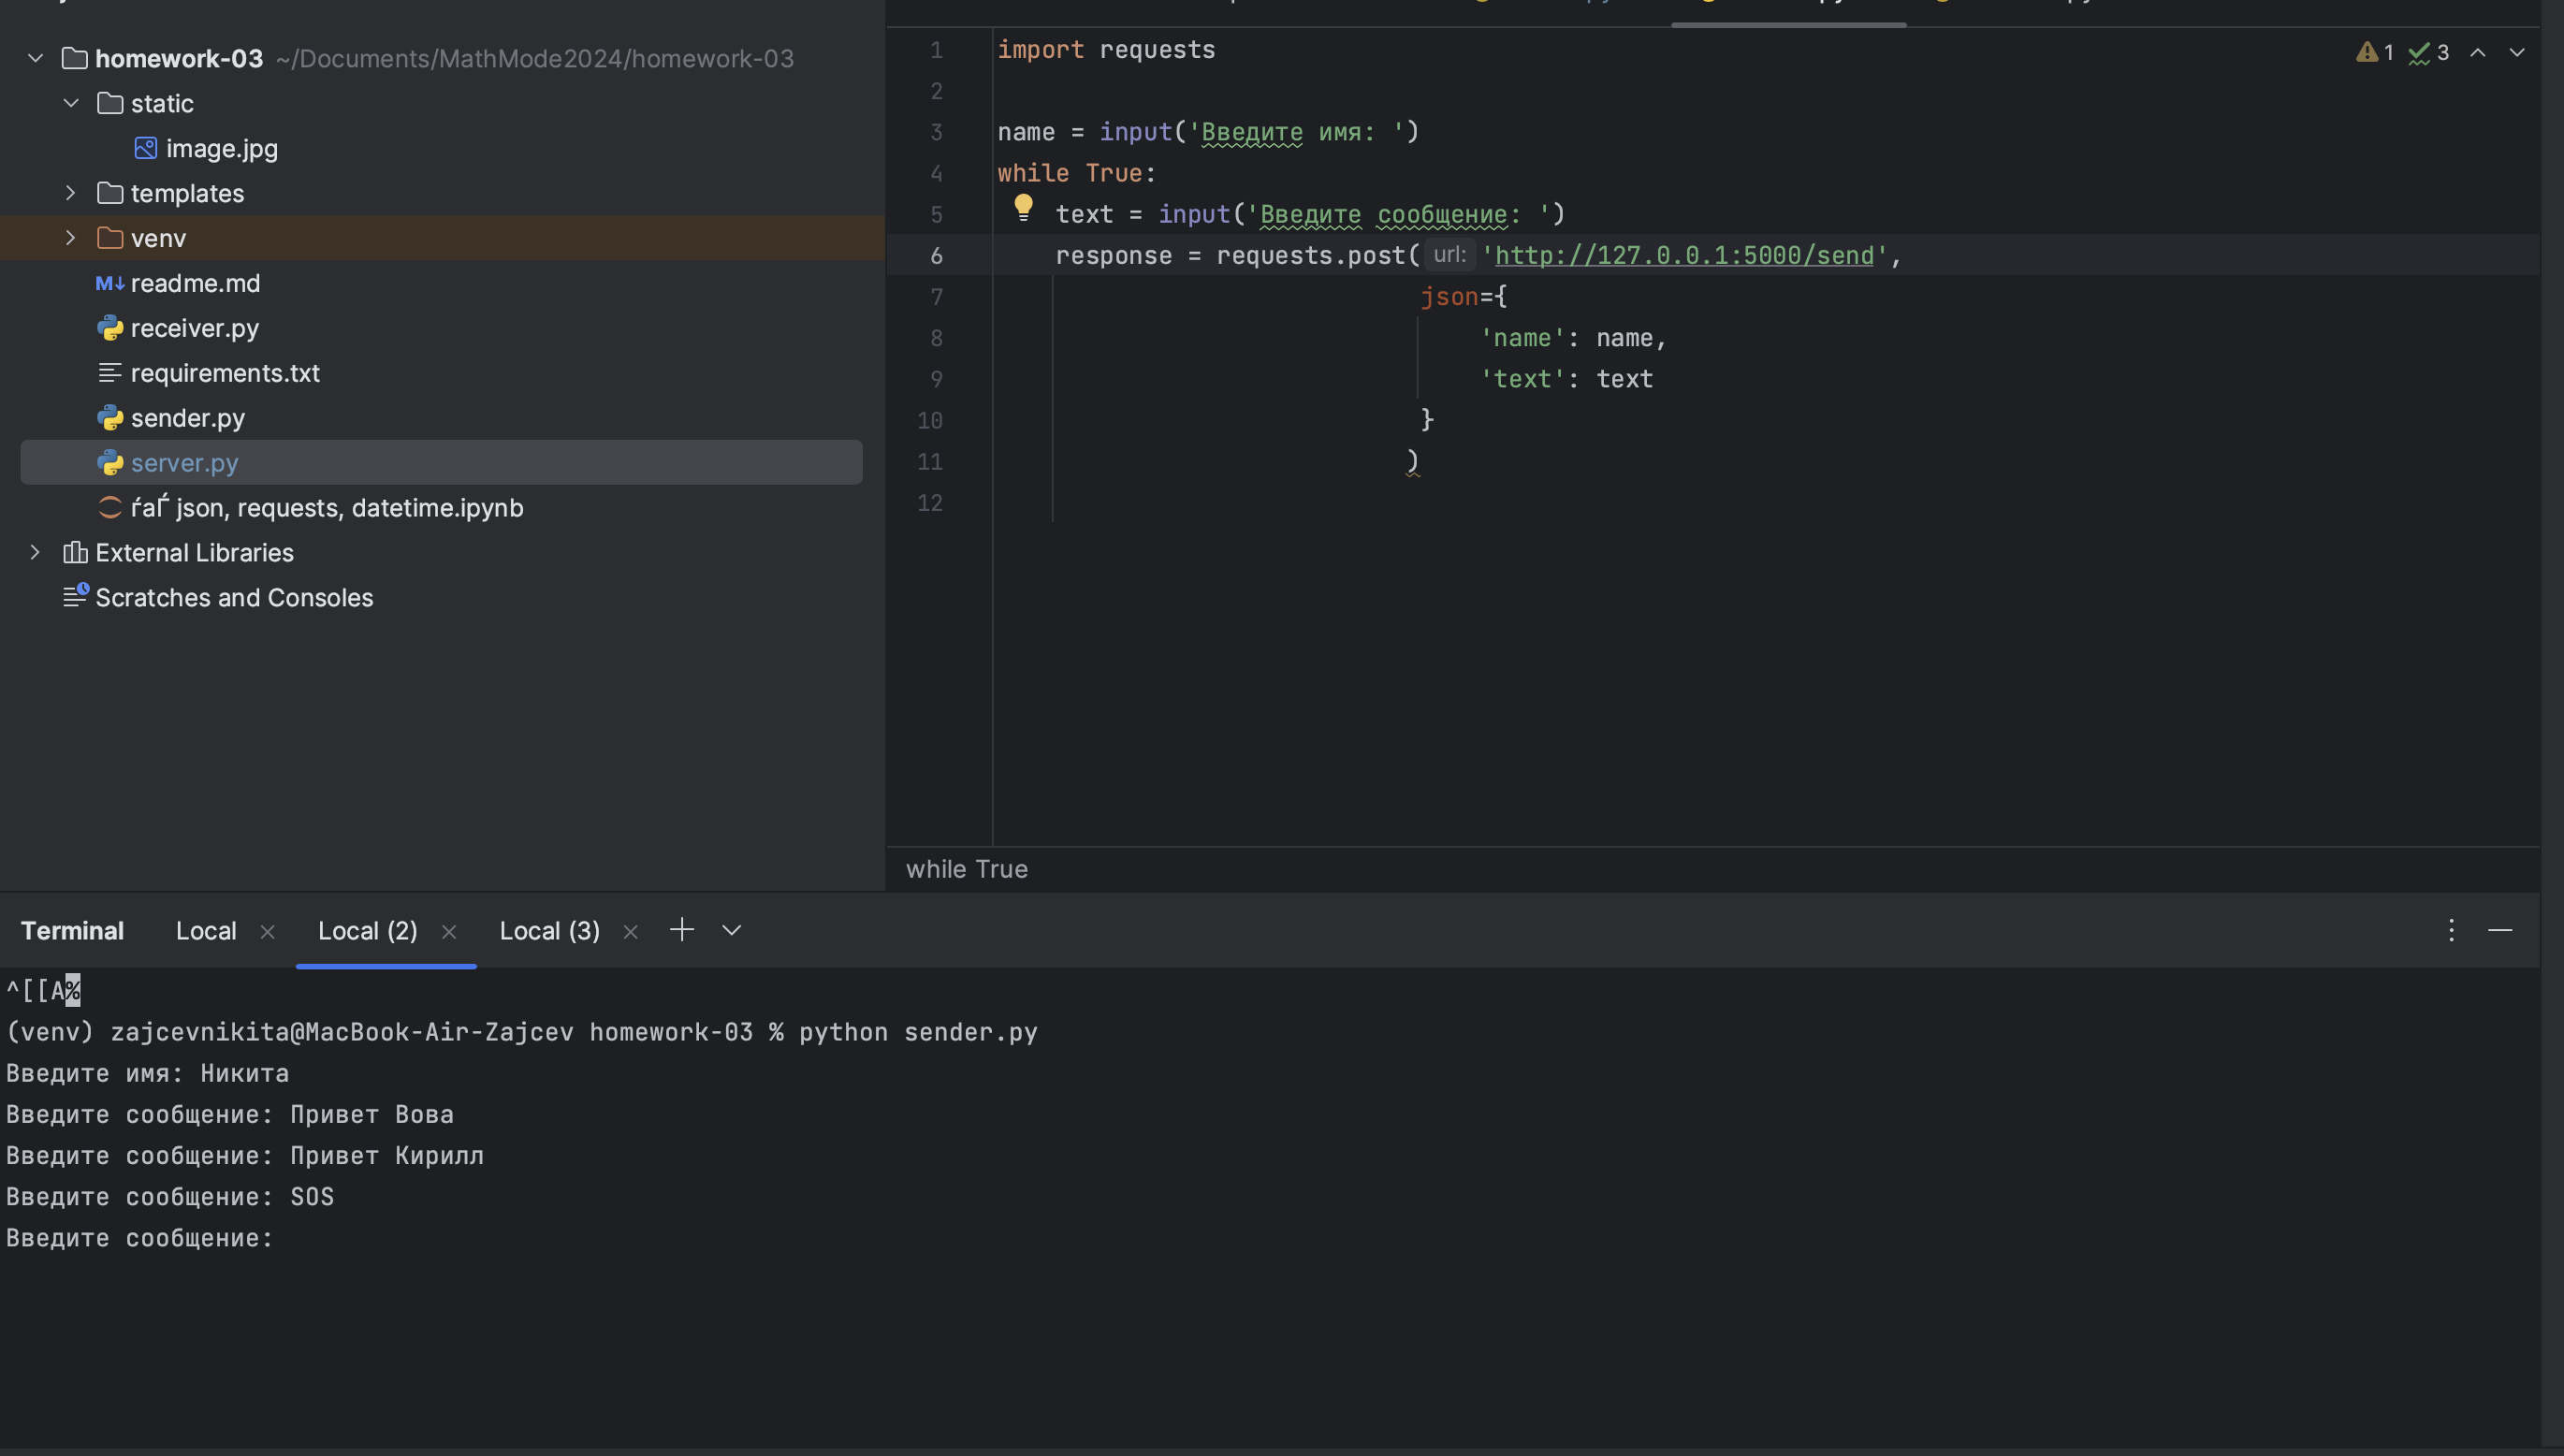 homework-03 ~/Documents/MathMode2024/homework-03
static
image.jpg
templates
venv
M↓ readme.md
receiver.py
requirements.txt
sender.py
server.py
ѓаЃ json, requests, datetime.ipynb
External Libraries
Scratches and Consoles
1 import requests
2
3 name = input('Введите имя: ')
4 while True:
5 text = input('Введите сообщение: ')
6 response = requests.post( url: 'http://127.0.0.1:5000/send',
7 json={
8 'name': name,
9 'text': text
10 }
11 )
12
1 3
while True
Terminal Local Local (2) Local (3)
^[[A%
(venv) zajcevnikita@MacBook-Air-Zajcev homework-03 % python sender.py
Введите имя: Никита
Введите сообщение: Привет Вова
Введите сообщение: Привет Кирилл
Введите сообщение: SOS
Введите сообщение: